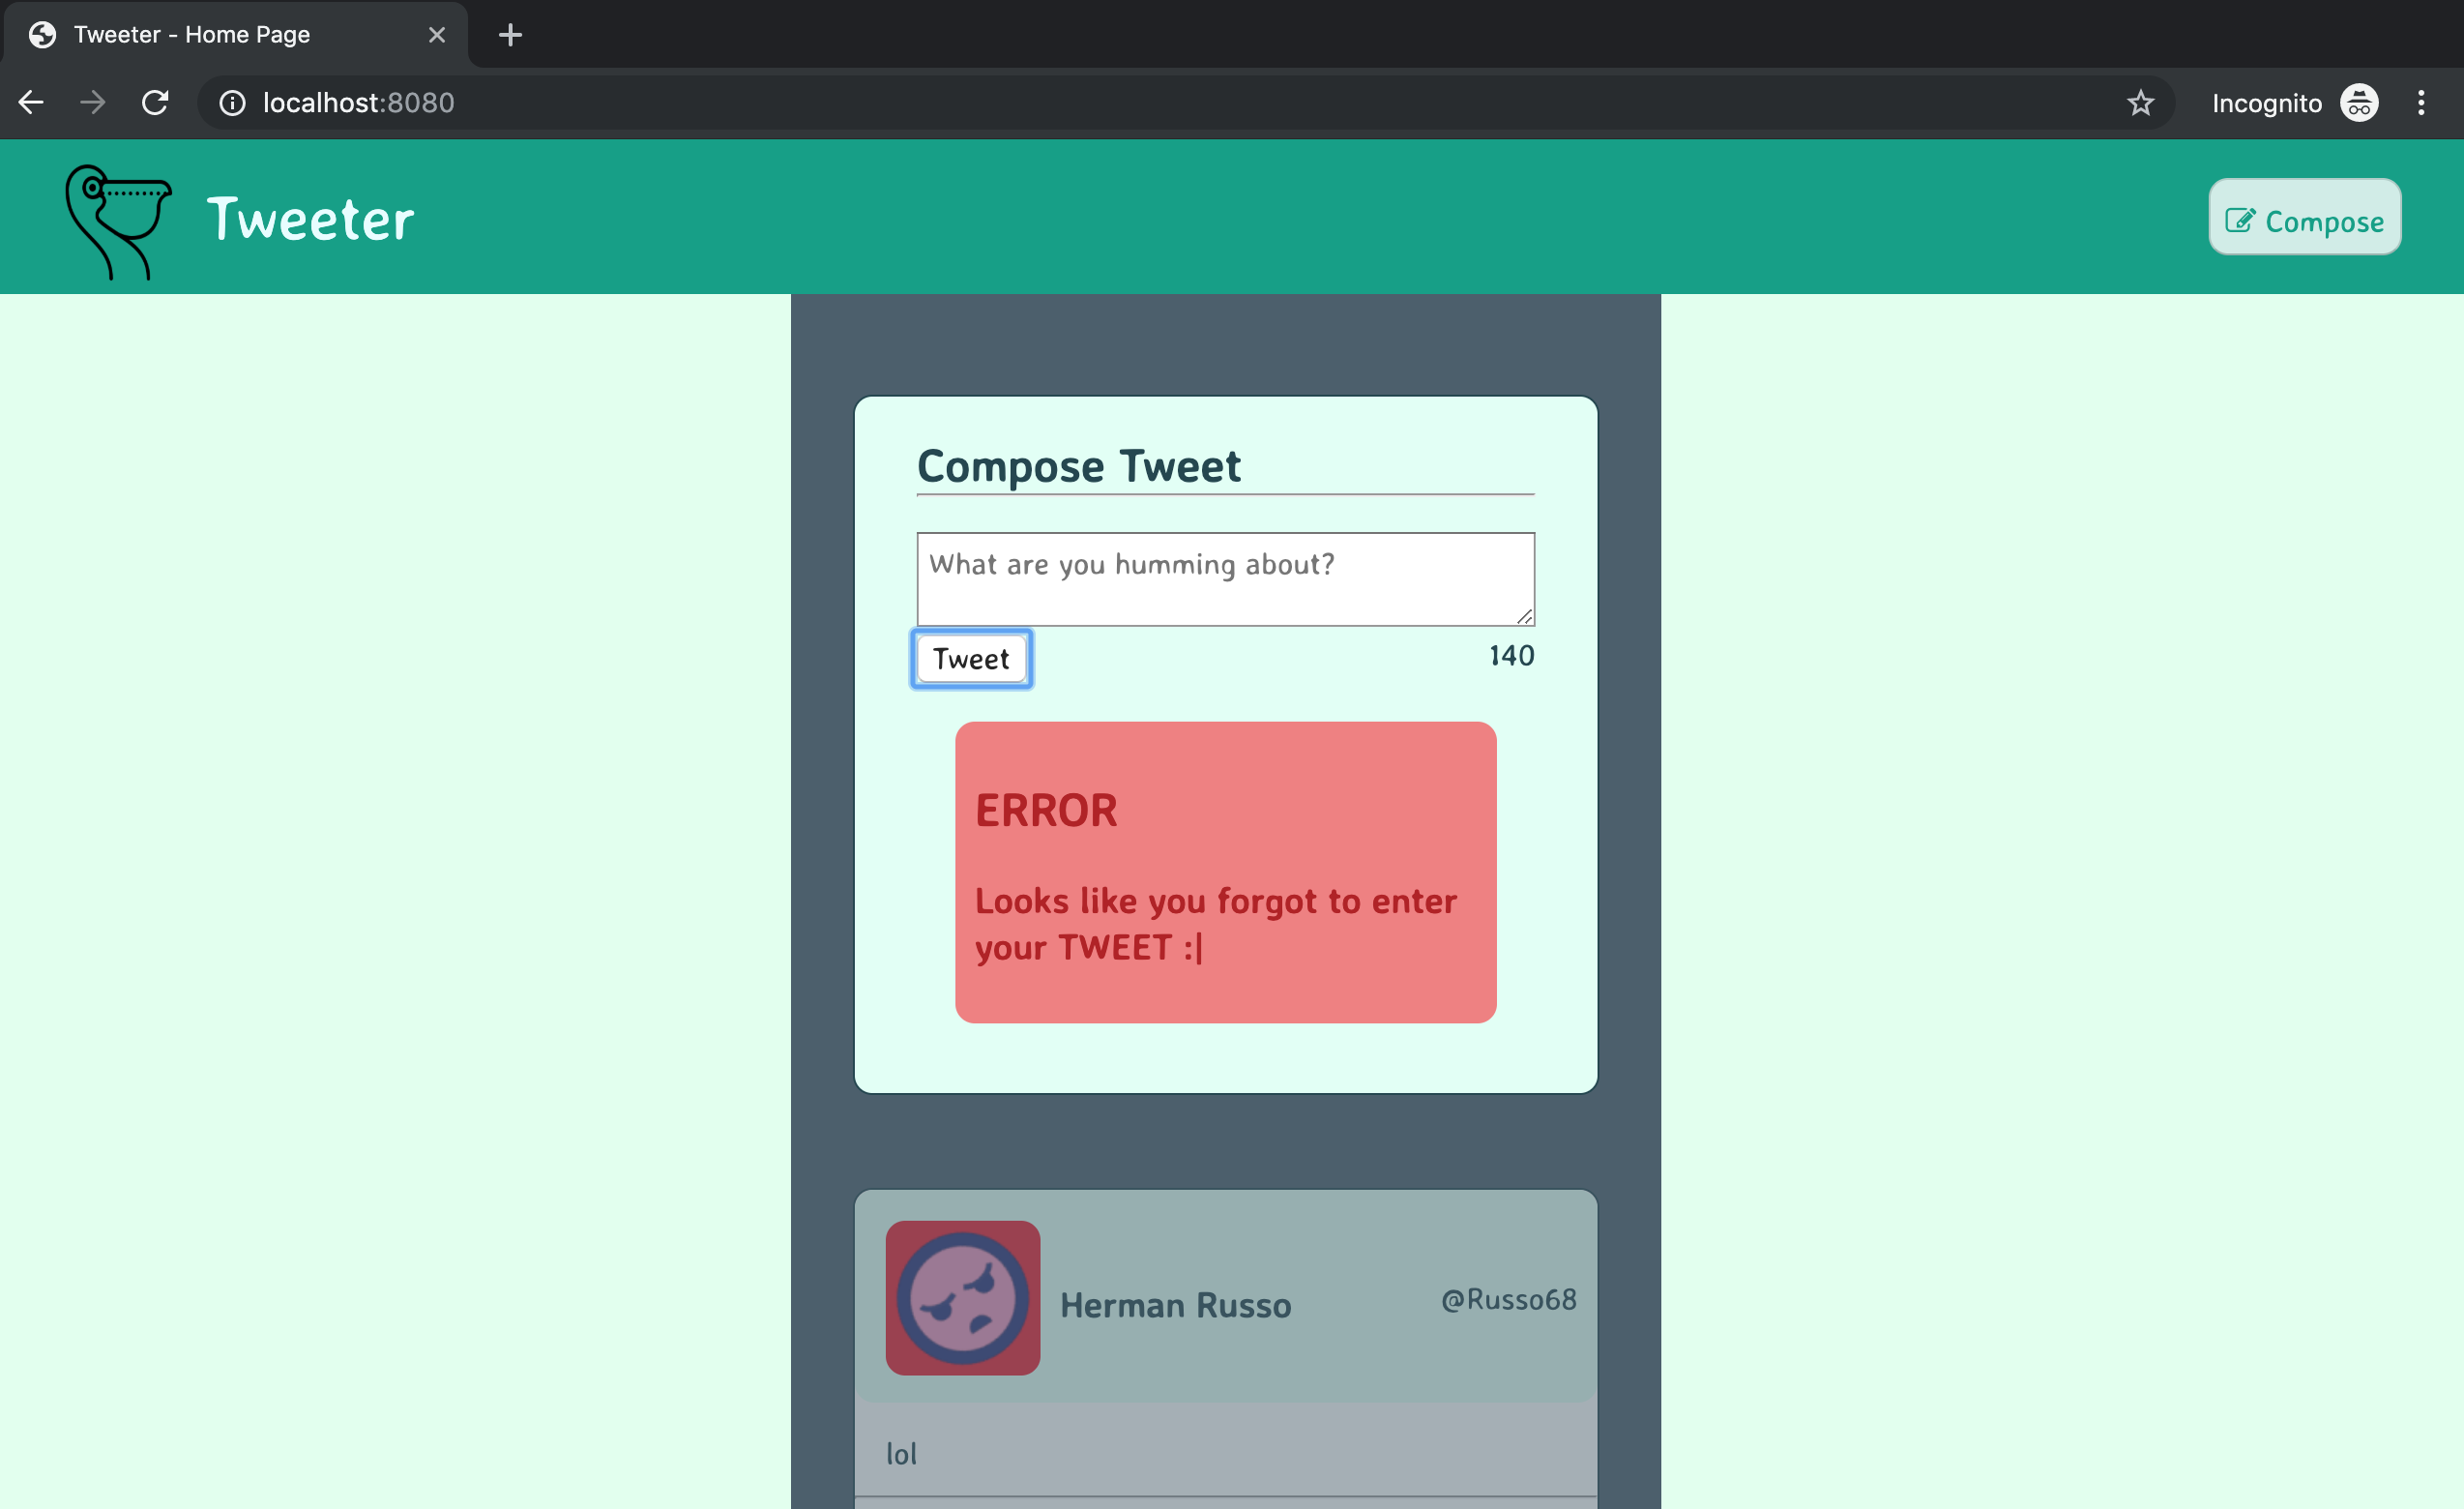 Tweeter - Home Page
localhost:8080
Incognito
Tweeter
Compose
Compose Tweet
What are you humming about?
Tweet
140
ERROR
Looks like you forgot to enter
your TWEET :|
Herman Russo
@Russo68
lol